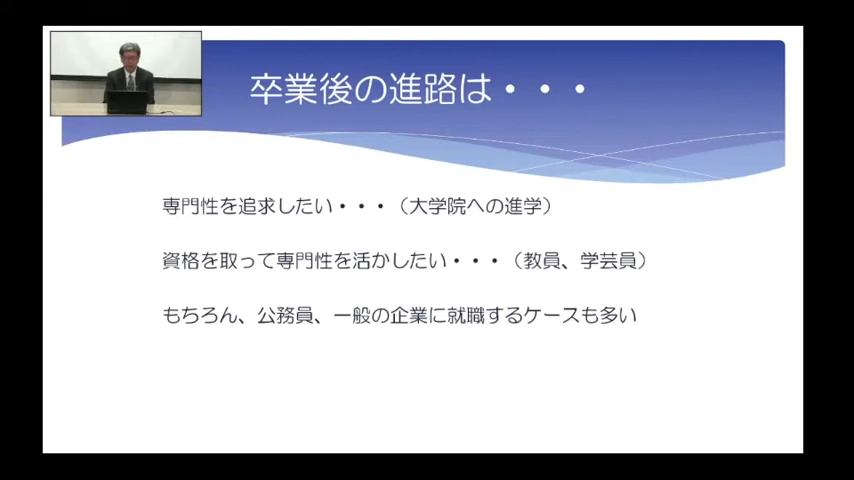 卒業後の進路は・・・
専門性を追求したい・・・（大学院への進学）
資格を取って専門性を活かしたい・・・（教員、学芸員）
もちろん、公務員、一般の企業に就職するケースも多い